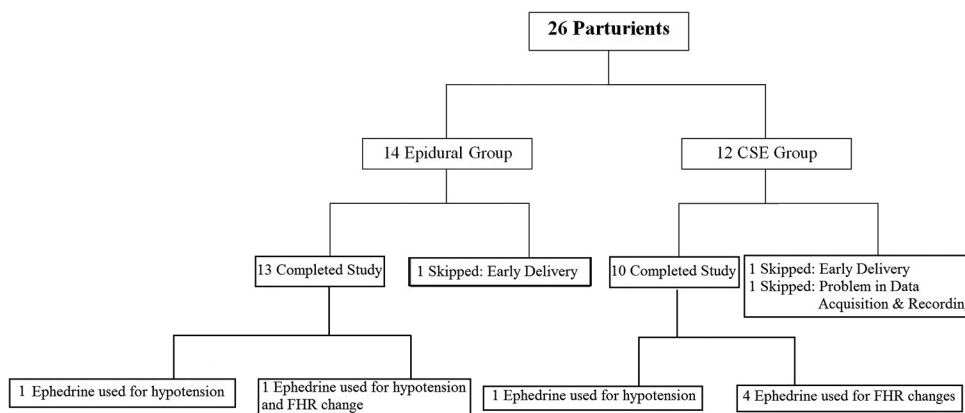 26 Parturients
14 Epidural Group
12 CSE Group
13 Completed Study
1 Skipped: Early Delivery
10 Completed Study
1 Skipped: Early Delivery
1 Skipped: Problem in Data
Acquisition & Recording
1 Ephedrine used for hypotension
1 Ephedrine used for hypotension
and FHR change
1 Ephedrine used for hypotension
4 Ephedrine used for FHR changes